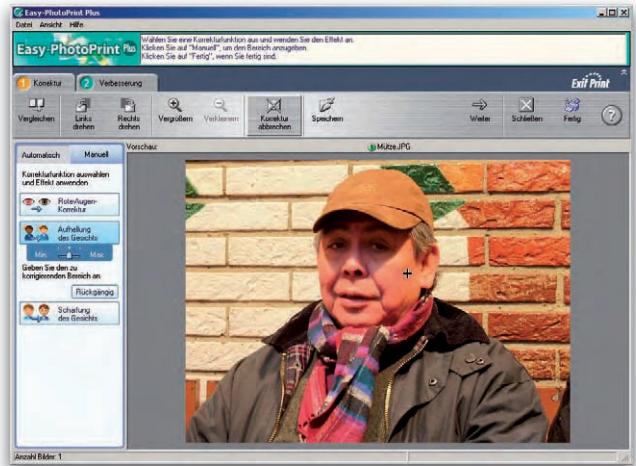 Easy-PhotoPrint Plus
Datei Ansicht Hilfe
Easy-PhotoPrint Plus
Wählen Sie eine Korrekturfunktion aus und wenden Sie den Effekt an.
Klicken Sie auf "Manuell", um den Bereich anzugeben.
Klicken Sie auf "Fertig", wenn Sie fertig sind.
1 Korrektur
2 Verbesserung
Exif Print
Vergleichen
Links drehen
Rechts drehen
Vergrößern
Verkleinern
Korrektur abbrechen
Speichern
Weiter
Schließen
Fertig
?
Automatisch Manuell
Vorschau:
Mütze.JPG
Korrekturfunktion auswählen
und Effekt anwenden
RoteAugen-
Korrektur
Aufhellung
des Gesichts
Min. Max.
Geben Sie den zu
korrigierenden Bereich an
Rückgängig
Schärfung
des Gesichts
Anzahl Bilder: 1